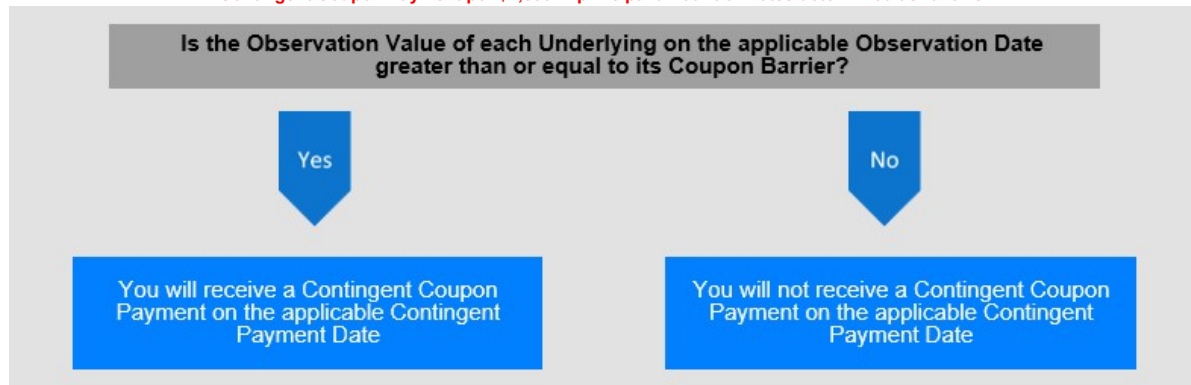 Is the Observation Value of each Underlying on the applicable Observation Date
greater than or equal to its Coupon Barrier?
Yes
No
You will receive a Contingent Coupon
Payment on the applicable Contingent
Payment Date
You will not receive a Contingent Coupon
Payment on the applicable Contingent
Payment Date